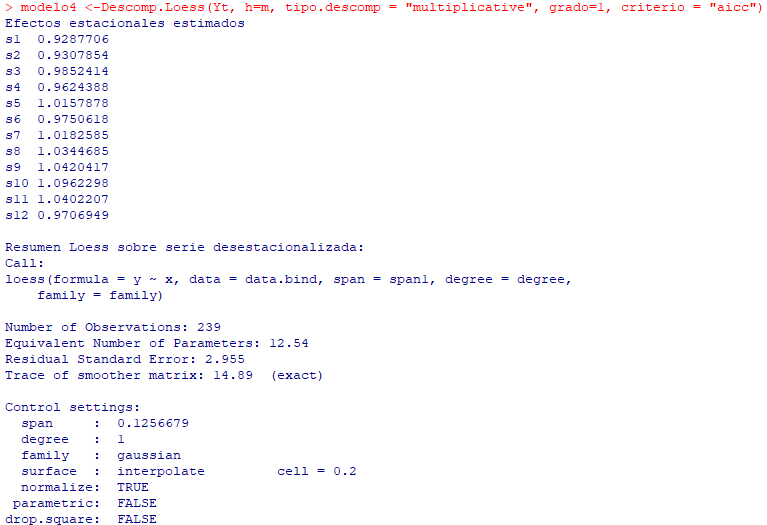 > modelo4 <-Descomp.Loess(Yt, h=m, tipo.descomp = "multiplicative", grado=1, criterio = "aicc")
Efectos estacionales estimados
s1  0.9287706
s2  0.9307854
s3  0.9852414
s4  0.9624388
s5  1.0157878
s6  0.9750618
s7  1.0182585
s8  1.0344685
s9  1.0420417
s10 1.0962298
s11 1.0402207
s12 0.9706949

Resumen Loess sobre serie desestacionalizada:
Call:
loess(formula = y ~ x, data = data.bind, span = span1, degree = degree,
    family = family)

Number of Observations: 239
Equivalent Number of Parameters: 12.54
Residual Standard Error: 2.955
Trace of smoother matrix: 14.89  (exact)

Control settings:
  span     :  0.1256679
  degree   :  1
  family   :  gaussian
  surface  :  interpolate       cell = 0.2
  normalize:  TRUE
 parametric:  FALSE
drop.square:  FALSE